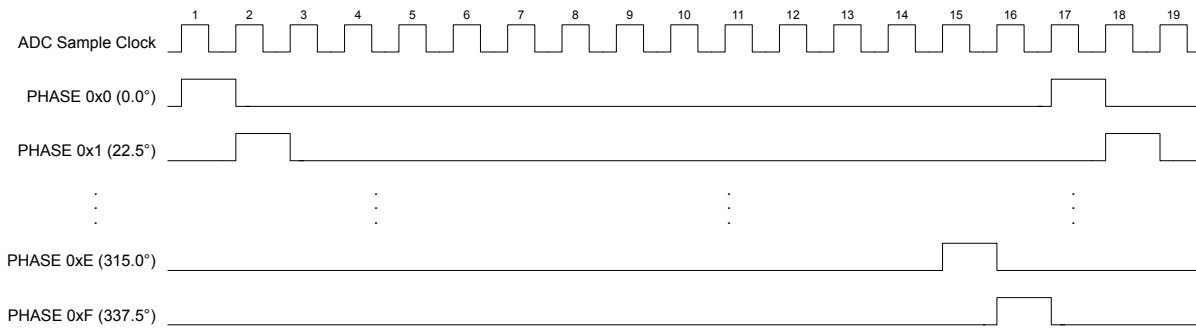 1 2 3 4 5 6 7 8 9 10 11 12 13 14 15 16 17 18 19
ADC Sample Clock
PHASE 0x0 (0.0°)
PHASE 0x1 (22.5°)
PHASE 0xE (315.0°)
PHASE 0xF (337.5°)